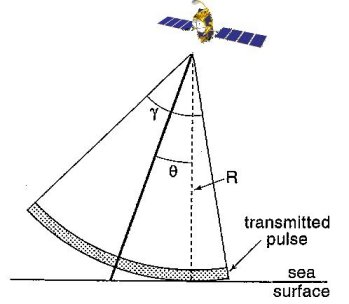 γ
θ
R
transmitted
pulse
sea
surface